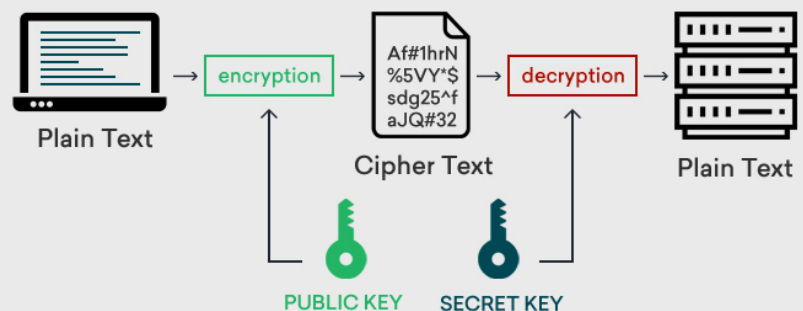 Af#1hrN
%5VY*$
sdg25^f
aJQ#32
encryption
decryption
Plain Text
Cipher Text
Plain Text
PUBLIC KEY
SECRET KEY